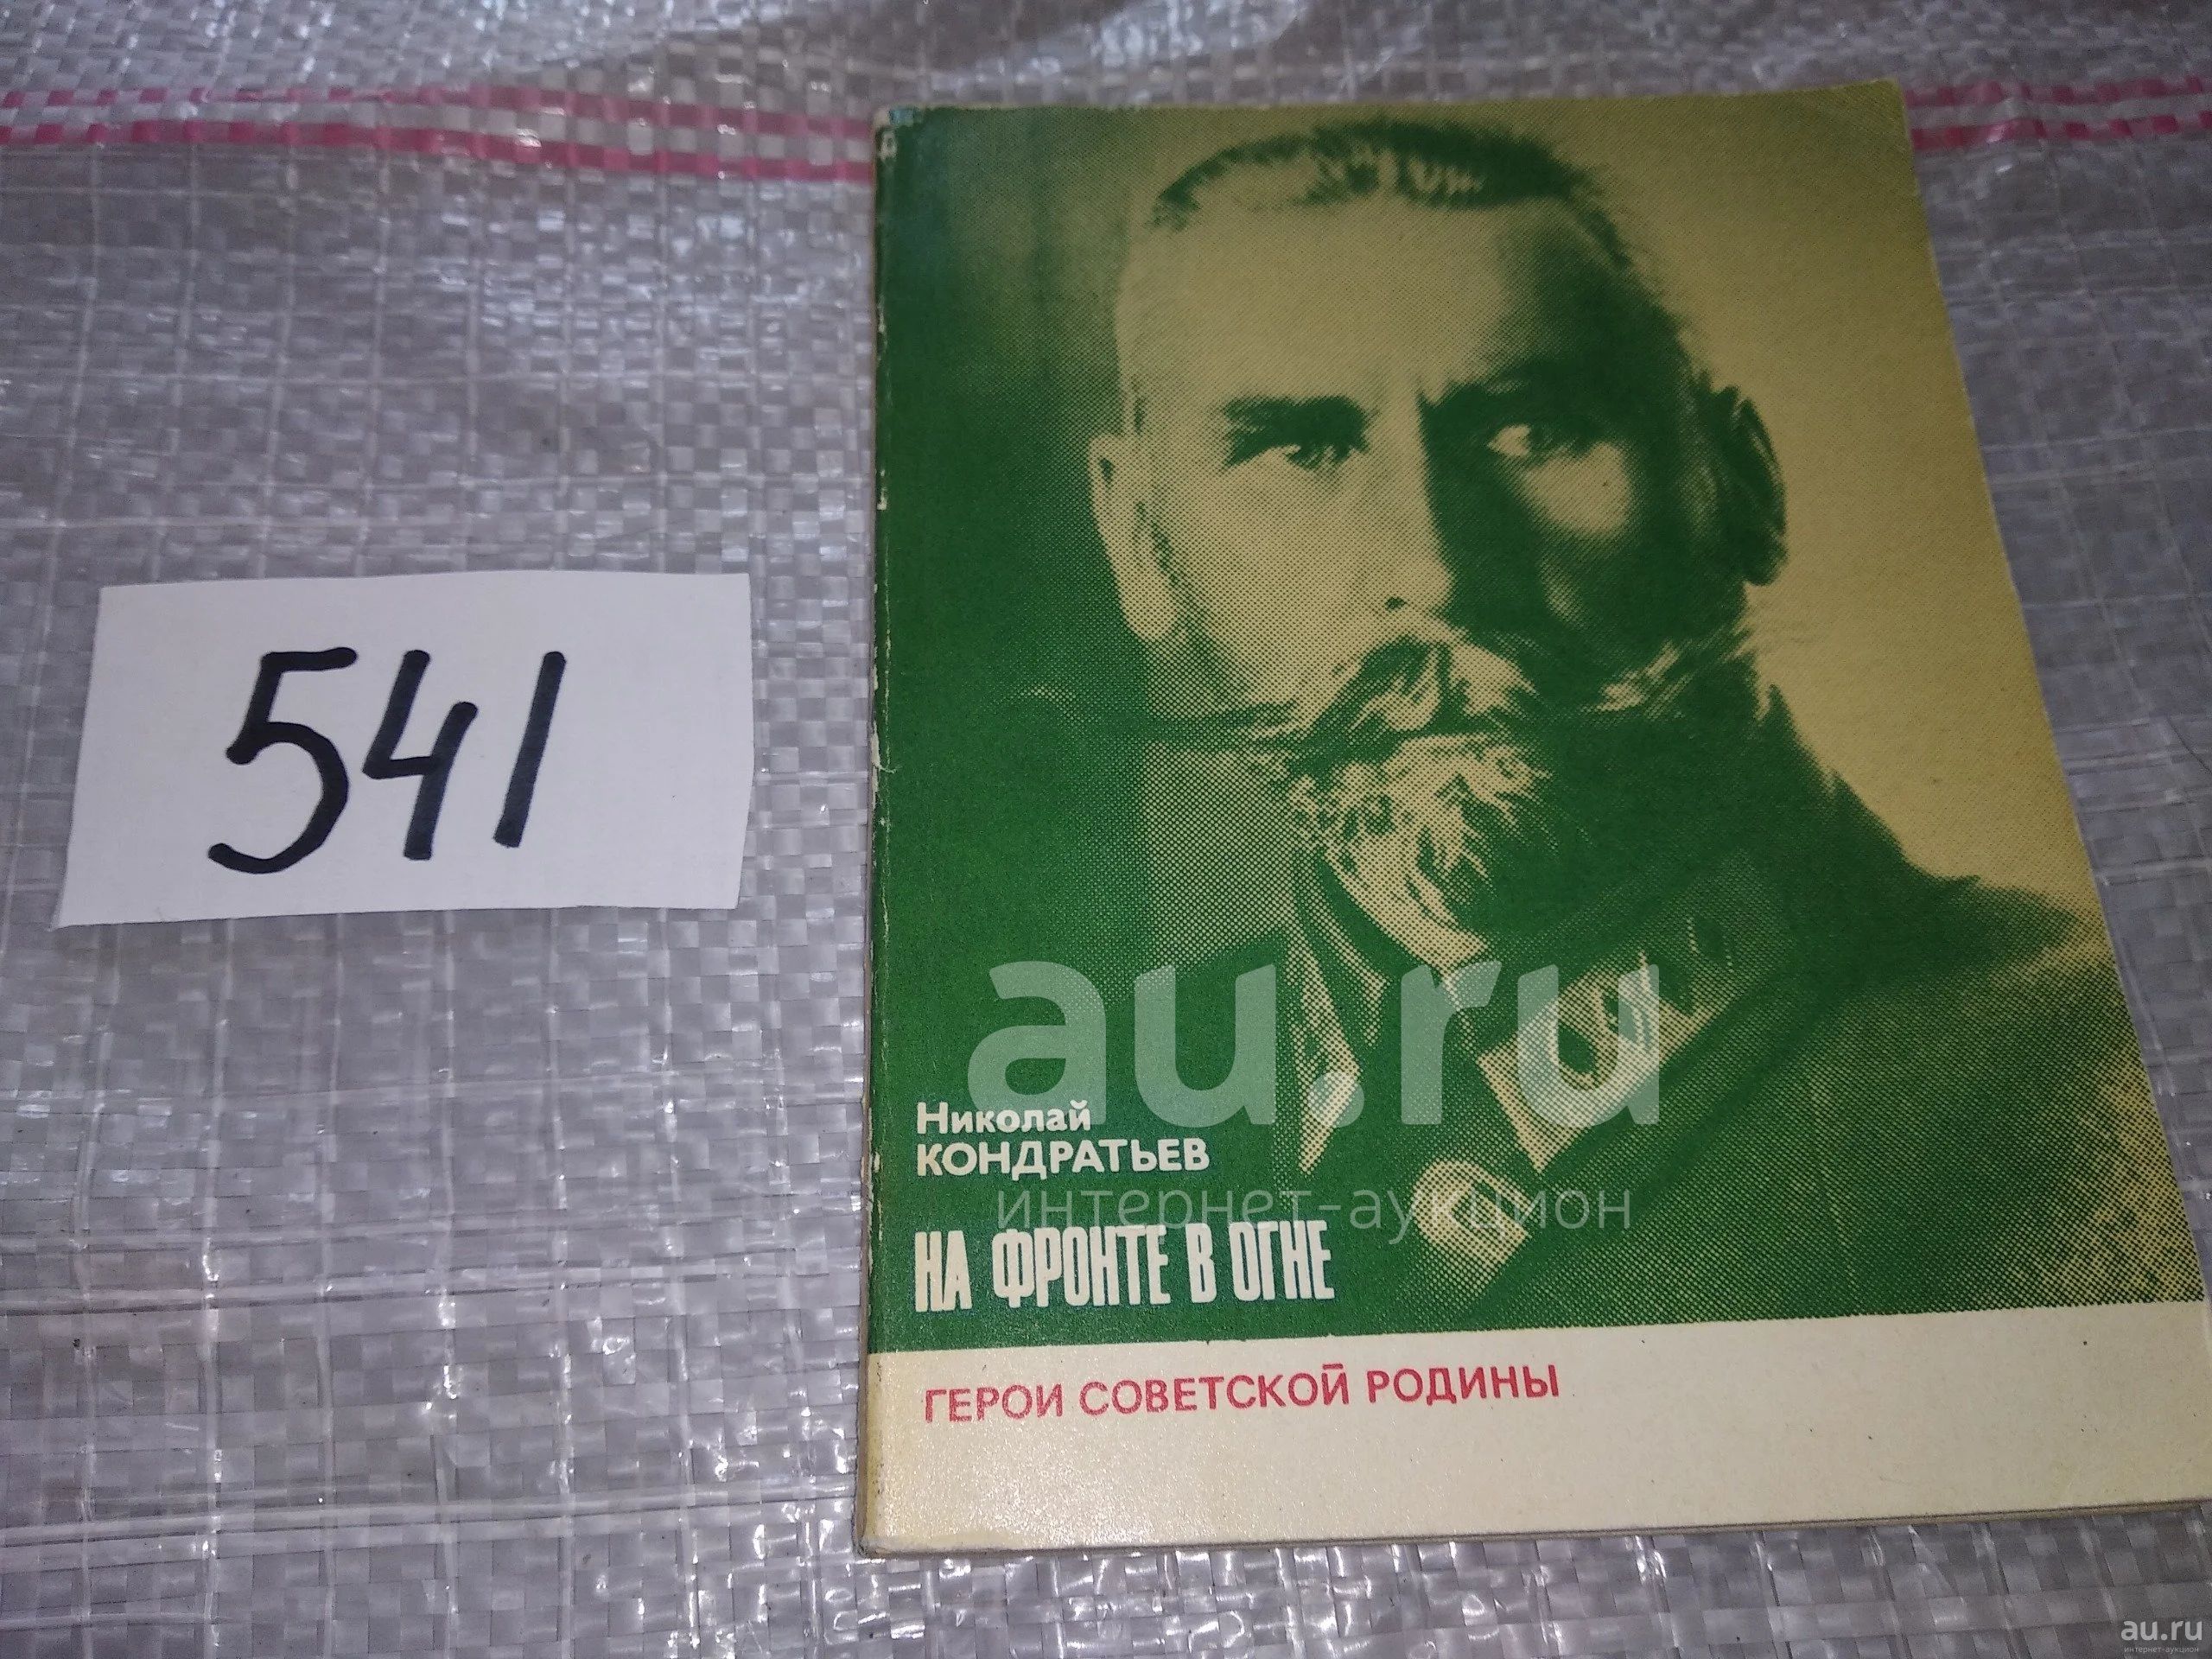 541
Николай
КОНДРАТЬЕВ
НА ФРОНТЕ В ОГНЕ
ГЕРОИ СОВЕТСКОЙ РОДИНЫ
au.ru
интернет-аукцион
au.ru
интернет-аукцион